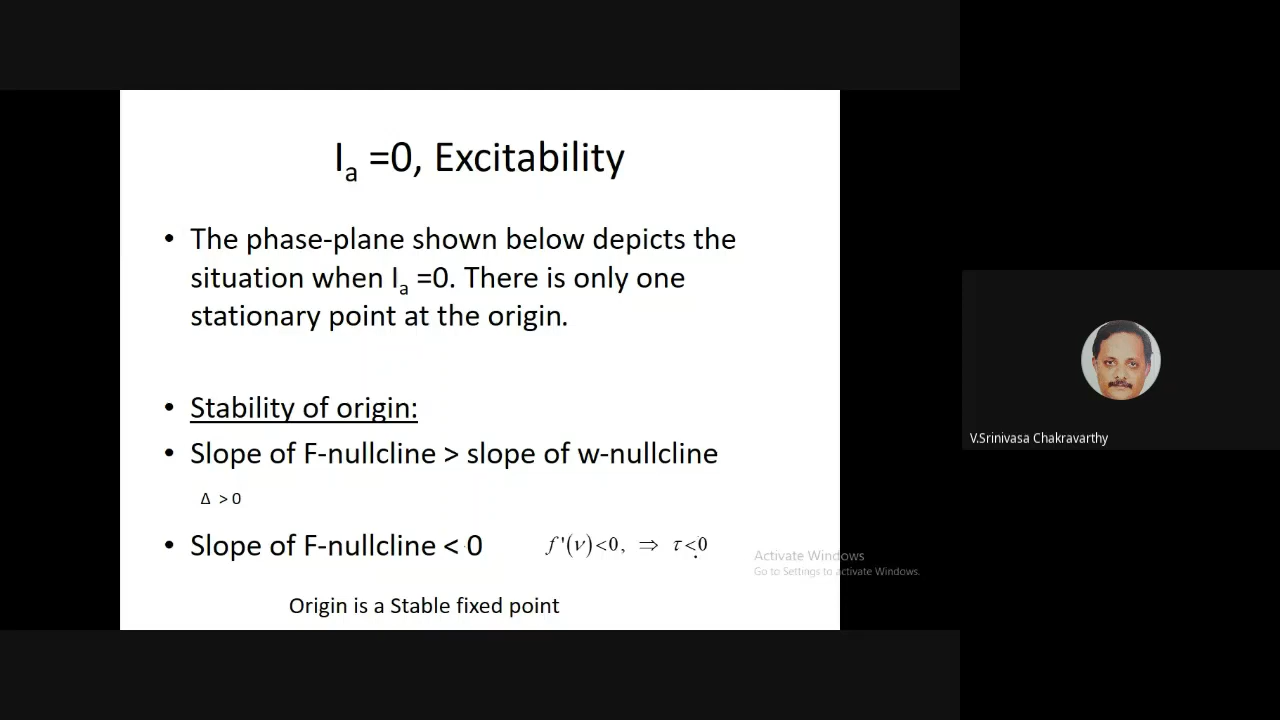 Iₐ =0, Excitability
• The phase-plane shown below depicts the
situation when Iₐ =0. There is only one
stationary point at the origin.
• Stability of origin:
• Slope of F-nullcline > slope of w-nullcline
Δ > 0
• Slope of F-nullcline < 0 f'(v)<0, ⇒ τ<0
Origin is a Stable fixed point
Activate Windows
Go to Settings to activate Windows.
V.Srinivasa Chakravarthy